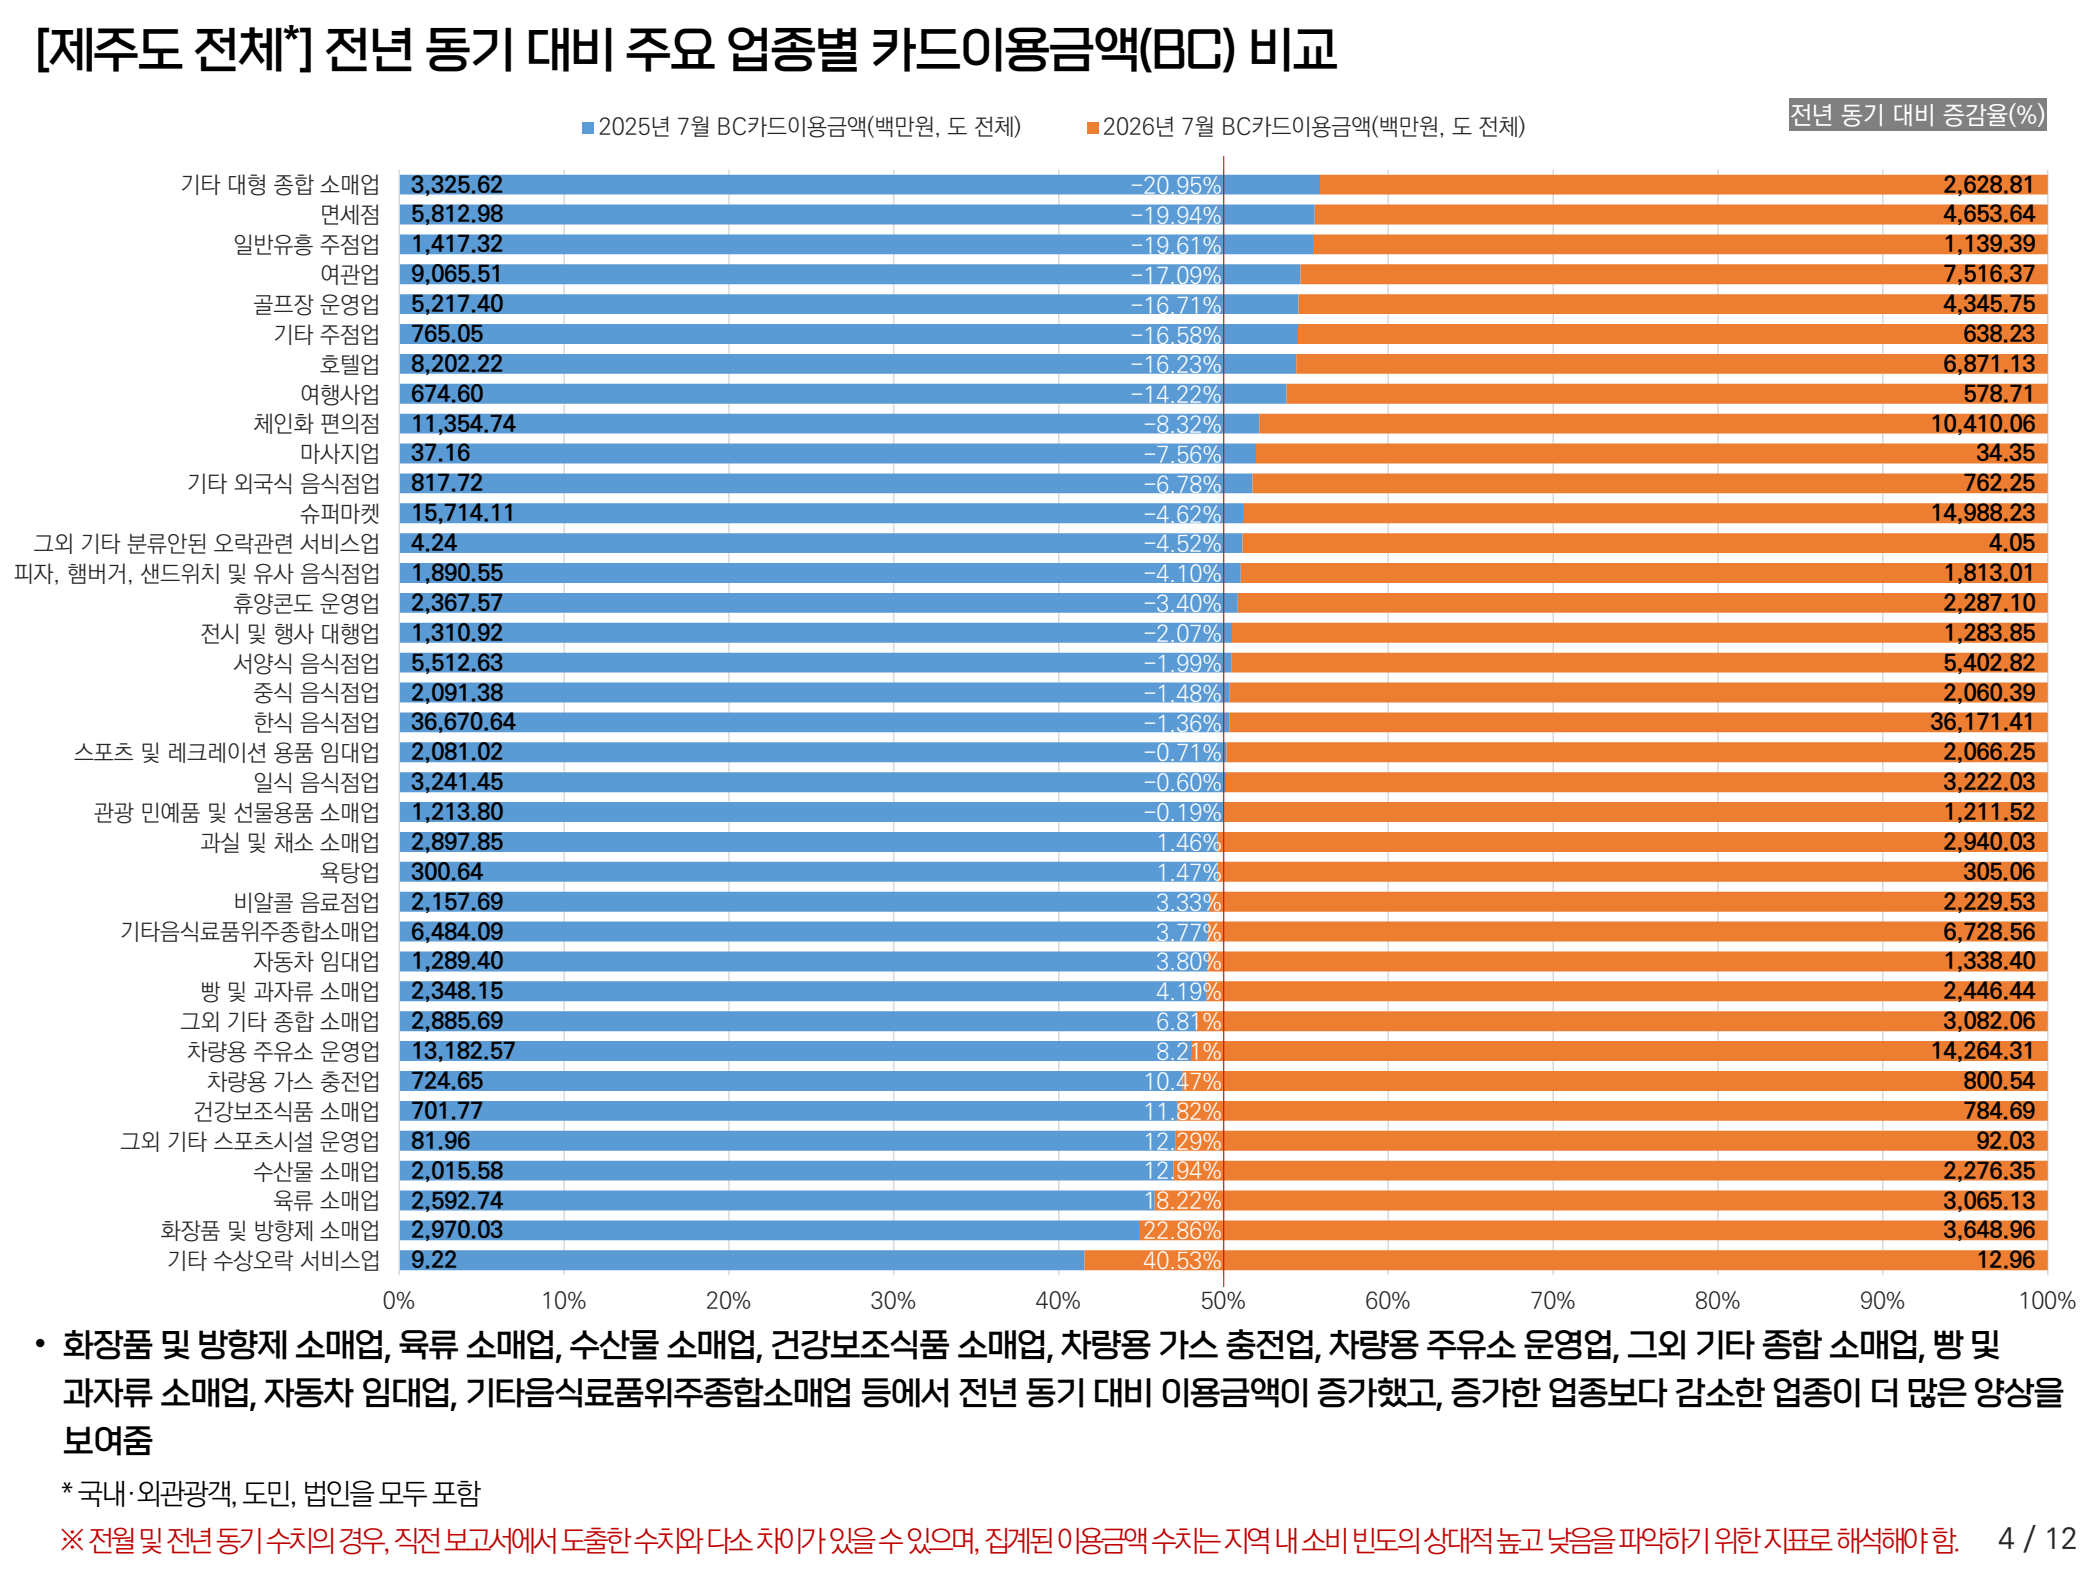 [제주도 전체*] 전년 동기 대비 주요 업종별 카드이용금액(BC) 비교
전년 동기 대비 증감율(%)
2025년 7월 BC카드이용금액(백만원, 도 전체) 2026년 7월 BC카드이용금액(백만원, 도 전체)
기타 대형 종합 소매업 3,325.62 -20.95% 2,628.81
면세점 5,812.98 -19.94% 4,653.64
일반유흥 주점업 1,417.32 -19.61% 1,139.39
여관업 9,065.51 -17.09% 7,516.37
골프장 운영업 5,217.40 -16.71% 4,345.75
기타 주점업 765.05 -16.58% 638.23
호텔업 8,202.22 -16.23% 6,871.13
여행사업 674.60 -14.22% 578.71
체인화 편의점 11,354.74 -8.32% 10,410.06
마사지업 37.16 -7.56% 34.35
기타 외국식 음식점업 817.72 -6.78% 762.25
슈퍼마켓 15,714.11 -4.62% 14,988.23
그외 기타 분류안된 오락관련 서비스업 4.24 -4.52% 4.05
피자, 햄버거, 샌드위치 및 유사 음식점업 1,890.55 -4.10% 1,813.01
휴양콘도 운영업 2,367.57 -3.40% 2,287.10
전시 및 행사 대행업 1,310.92 -2.07% 1,283.85
서양식 음식점업 5,512.63 -1.99% 5,402.82
중식 음식점업 2,091.38 -1.48% 2,060.39
한식 음식점업 36,670.64 -1.36% 36,171.41
스포츠 및 레크레이션 용품 임대업 2,081.02 -0.71% 2,066.25
일식 음식점업 3,241.45 -0.60% 3,222.03
관광 민예품 및 선물용품 소매업 1,213.80 -0.19% 1,211.52
과실 및 채소 소매업 2,897.85 1.46% 2,940.03
욕탕업 300.64 1.47% 305.06
비알콜 음료점업 2,157.69 3.33% 2,229.53
기타음식료품위주종합소매업 6,484.09 3.77% 6,728.56
자동차 임대업 1,289.40 3.80% 1,338.40
빵 및 과자류 소매업 2,348.15 4.19% 2,446.44
그외 기타 종합 소매업 2,885.69 6.81% 3,082.06
차량용 주유소 운영업 13,182.57 8.21% 14,264.31
차량용 가스 충전업 724.65 10.47% 800.54
건강보조식품 소매업 701.77 11.82% 784.69
그외 기타 스포츠시설 운영업 81.96 12.29% 92.03
수산물 소매업 2,015.58 12.94% 2,276.35
육류 소매업 2,592.74 18.22% 3,065.13
화장품 및 방향제 소매업 2,970.03 22.86% 3,648.96
기타 수상오락 서비스업 9.22 40.53% 12.96
0% 10% 20% 30% 40% 50% 60% 70% 80% 90% 100%
• 화장품 및 방향제 소매업, 육류 소매업, 수산물 소매업, 건강보조식품 소매업, 차량용 가스 충전업, 차량용 주유소 운영업, 그외 기타 종합 소매업, 빵 및
과자류 소매업, 자동차 임대업, 기타음식료품위주종합소매업 등에서 전년 동기 대비 이용금액이 증가했고, 증가한 업종보다 감소한 업종이 더 많은 양상을
보여줌
* 국내·외관광객, 도민, 법인을 모두 포함
※ 전월 및 전년 동기 수치의 경우, 직전 보고서에서 도출한 수치와 다소 차이가 있을 수 있으며, 집계된 이용금액 수치는 지역 내 소비 빈도의 상대적 높고 낮음을 파악하기 위한 지표로 해석해야 함.
4 / 12